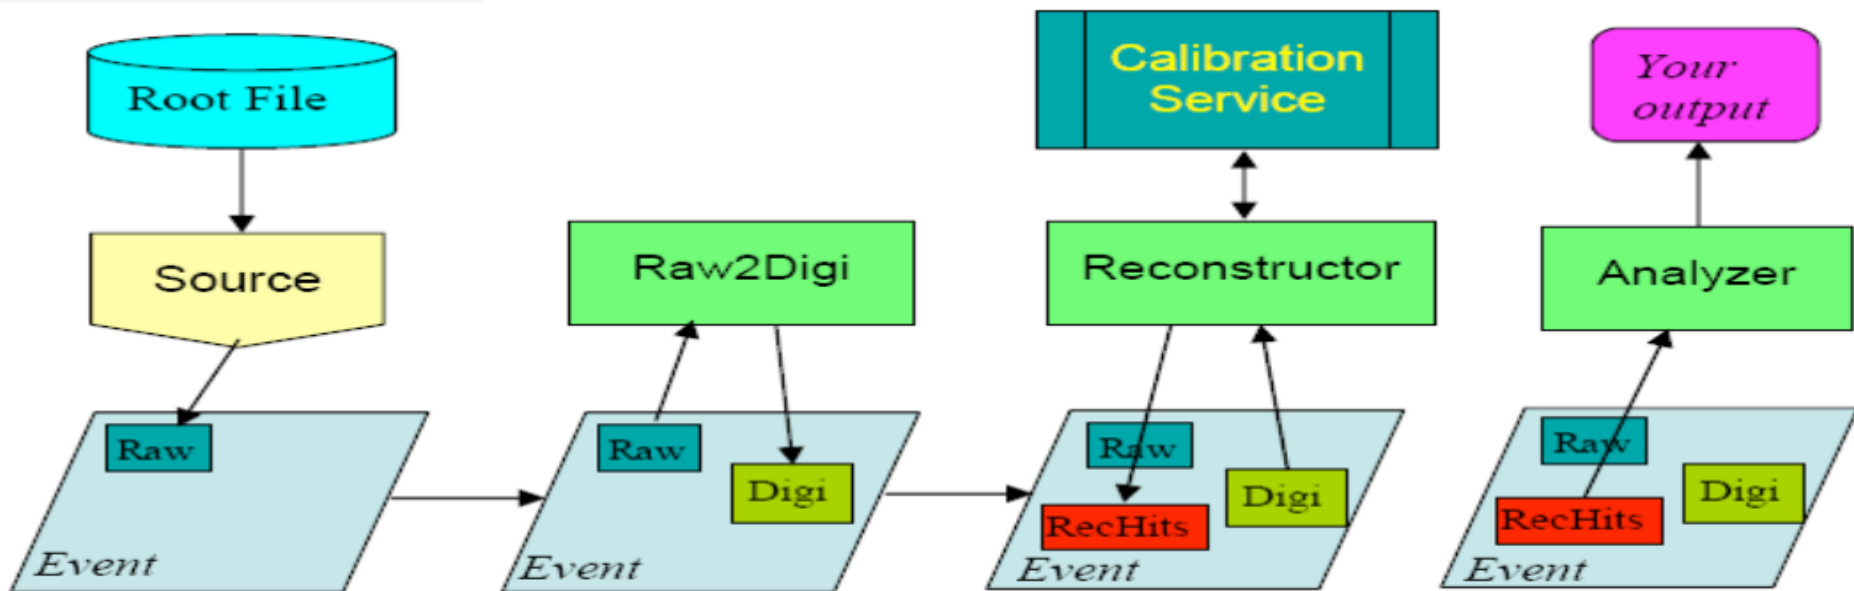 Root File
Calibration
Service
Your
output
Source
Raw2Digi
Reconstructor
Analyzer
Raw
Raw
Digi
Raw
Digi
RecHits
Raw
Digi
RecHits
Event
Event
Event
Event